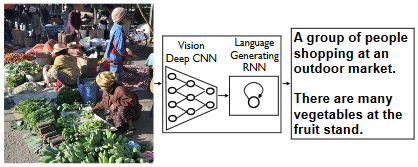 Vision
Deep CNN
Language
Generating
RNN
A group of people
shopping at an
outdoor market.
There are many
vegetables at the
fruit stand.